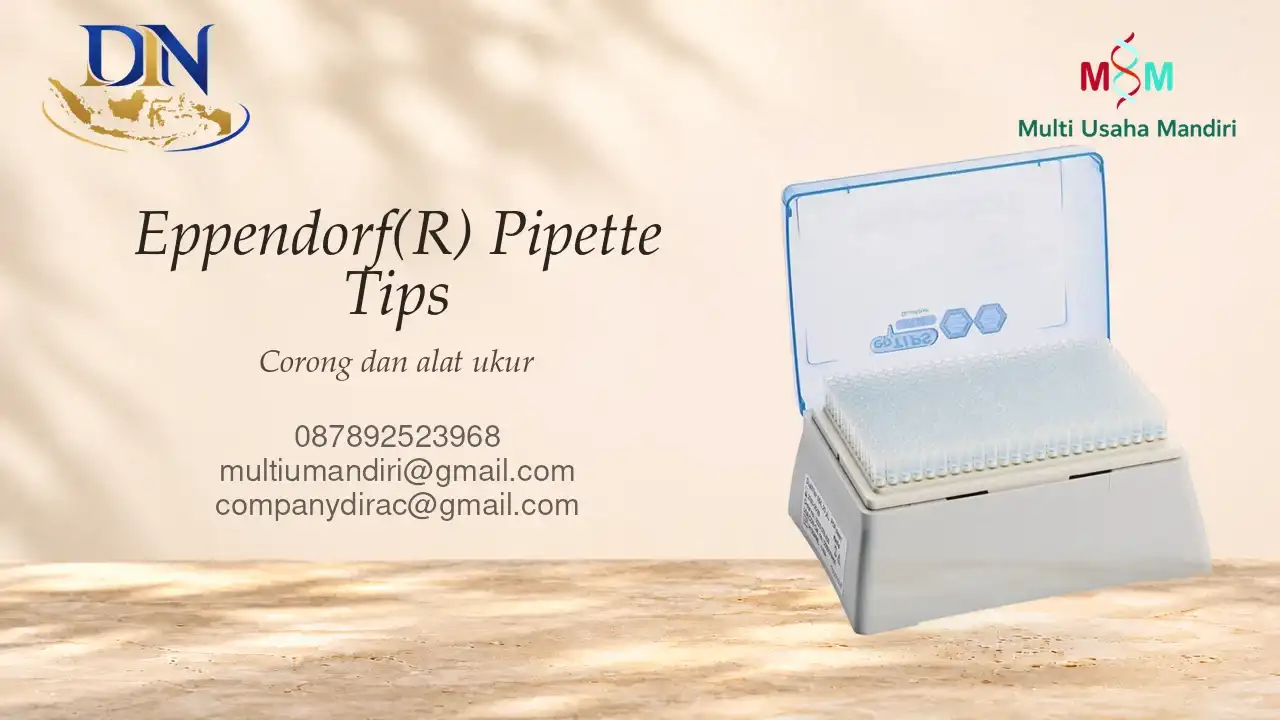 DN
MSM
Multi Usaha Mandiri
Eppendorf(R) Pipette
Tips
Corong dan alat ukur
087892523968
multiumandiri@gmail.com
companydirac@gmail.com
epTIPS